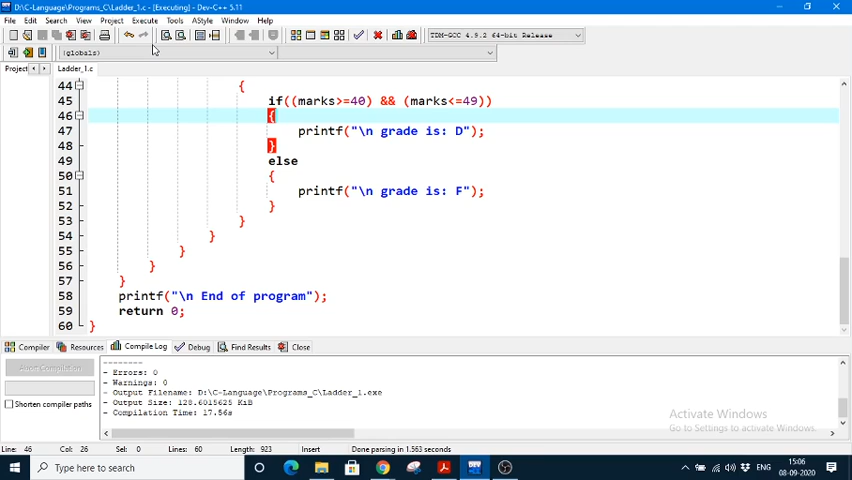 D:\C-Language\Programs_C\Ladder_1.c - [Executing] - Dev-C++ 5.11
File Edit Search View Project Execute Tools AStyle Window Help
TDM-GCC 4.9.2 64-bit Release
(globals)
Project Ladder_1.c
44 {
45 if((marks>=40) && (marks<=49))
46 {
47 printf("\n grade is: D");
48 }
49 else
50 {
51 printf("\n grade is: F");
52 }
53 }
54 }
55 }
56 }
57 }
58 printf("\n End of program");
59 return 0;
60 }
Compiler Resources Compile Log Debug Find Results Close
Abort Compilation
Shorten compiler paths
--------
- Errors: 0
- Warnings: 0
- Output Filename: D:\C-Language\Programs_C\Ladder_1.exe
- Output Size: 128.6015625 KiB
- Compilation Time: 17.56s
Activate Windows
Go to Settings to activate Windows.
Line: 46 Col: 26 Sel: 0 Lines: 60 Length: 923 Insert Done parsing in 1.563 seconds
Type here to search
DEV
ENG
15:06
08-09-2020